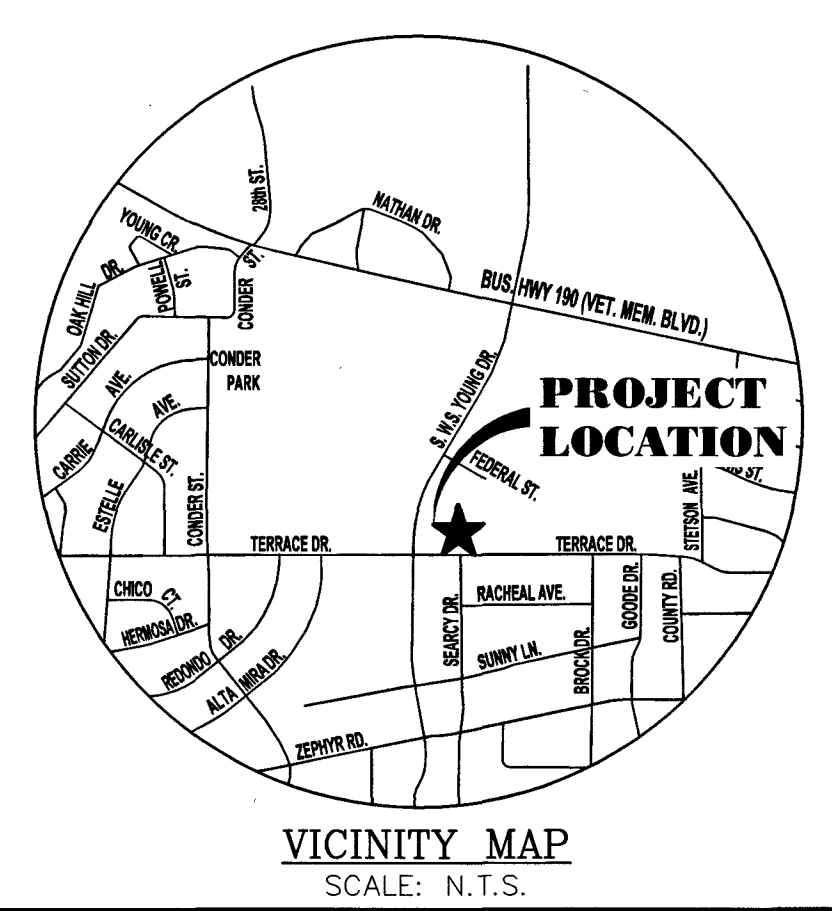 28th ST.
NATHAN DR.
YOUNG CR.
OAK HILL DR.
POWELL ST.
CONDER ST.
BUS. HWY 190 (VET. MEM. BLVD.)
SUTTON DR.
CONDER
PARK
S. W.S. YOUNG DR.
PROJECT
LOCATION
CARRIE AVE.
CARLISLE ST.
ESTELLE AVE.
CONDER ST.
FEDERAL ST.
ST.
STETSON AVE.
TERRACE DR.
TERRACE DR.
CHICO CT.
HERMOSA DR.
REDONDO DR.
ALTA MIRA DR.
SEARCY DR.
RACHEAL AVE.
SUNNY LN.
BROCK DR.
GOODE DR.
COUNTY RD.
ZEPHYR RD.
VICINITY MAP
SCALE: N.T.S.